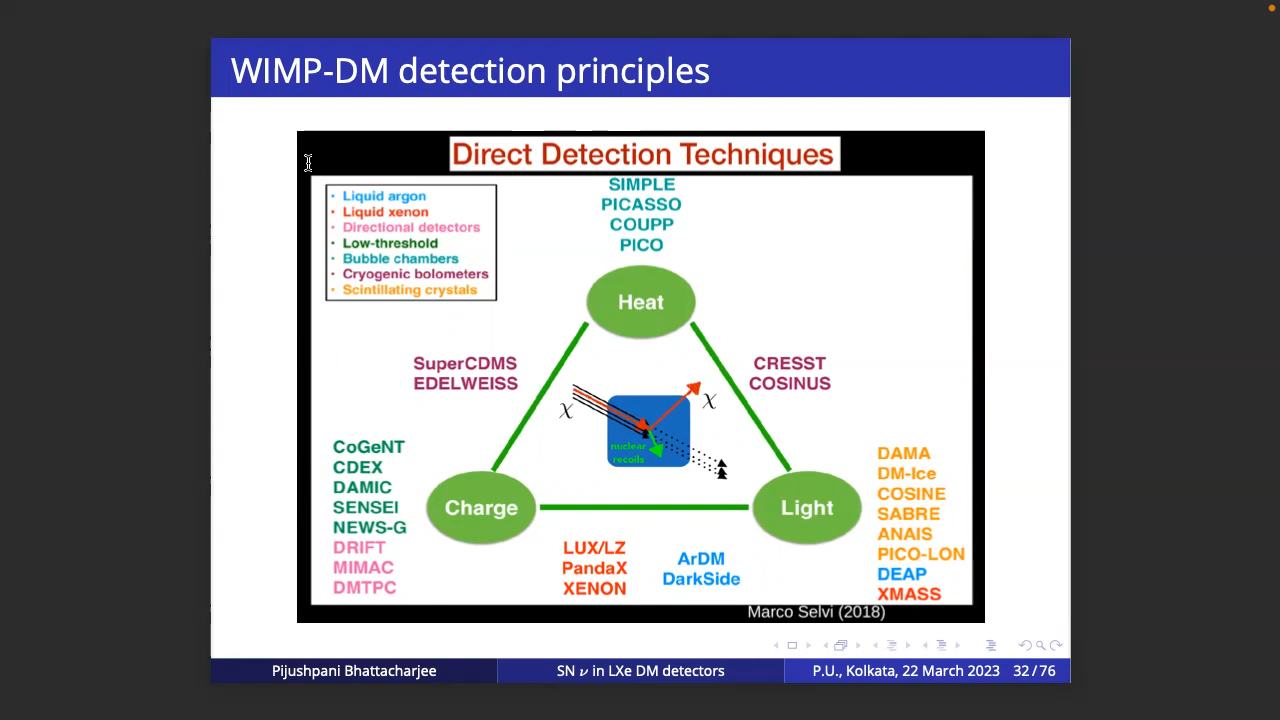 WIMP-DM detection principles
Direct Detection Techniques
• Liquid argon
• Liquid xenon
• Directional detectors
• Low-threshold
• Bubble chambers
• Cryogenic bolometers
• Scintillating crystals
SIMPLE
PICASSO
COUPP
PICO
Heat
SuperCDMS
EDELWEISS
CRESST
COSINUS
χ
χ
nuclear
recoils
CoGeNT
CDEX
DAMIC
SENSEI
NEWS-G
DRIFT
MIMAC
DMTPC
Charge
Light
DAMA
DM-Ice
COSINE
SABRE
ANAIS
PICO-LON
DEAP
XMASS
LUX/LZ
PandaX
XENON
ArDM
DarkSide
Marco Selvi (2018)
Pijushpani Bhattacharjee
SN ν in LXe DM detectors
P.U., Kolkata, 22 March 2023 32 / 76